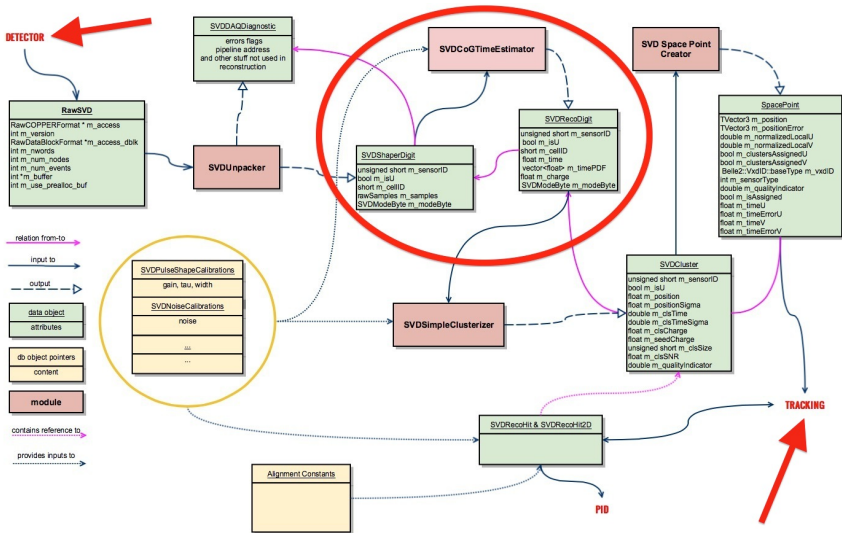 DETECTOR
SVDDAQDiagnostic
errors flags
pipeline address
and other stuff not used in
reconstruction
SVDCoGTimeEstimator
SVD Space Point
Creator
RawSVD
RawCOPPERFormat * m_access
int m_version
RawDataBlockFormat *m_access_dblk
int m_nwords
int m_num_nodes
int m_num_events
int *m_buffer
int m_use_prealloc_buf
SVDUnpacker
SVDShaperDigit
unsigned short m_sensorID
bool m_isU
short m_cellID
rawSamples m_samples
SVDModeByte m_modeByte
SVDRecoDigit
unsigned short m_sensorID
bool m_isU
short m_cellID
float m_time
vector<float> m_timePDF
float m_charge
SVDModeByte m_modeByte
SpacePoint
TVector3 m_position
TVector3 m_positionError
double m_normalizedLocalU
double m_normalizedLocalV
bool m_clustersAssignedU
bool m_clustersAssignedV
Belle2::VxdID::baseType m_vxdID
int m_sensorType
double m_qualityIndicator
bool m_isAssigned
float m_timeU
float m_timeErrorU
float m_timeV
float m_timeErrorV
relation from-to
input to
output
data object
attributes
db object pointers
content
module
contains reference to
provides inputs to
SVDPulseShapeCalibrations
gain, tau, width
SVDNoiseCalibrations
noise
...
...
SVDSimpleClusterizer
SVDCluster
unsigned short m_sensorID
bool m_isU
float m_position
float m_positionSigma
double m_clsTime
double m_clsTimeSigma
float m_clsCharge
float m_seedCharge
unsigned short m_clsSize
float m_clsSNR
double m_qualityIndicator
TRACKING
SVDRecoHit & SVDRecoHit2D
Alignment Constants
PID